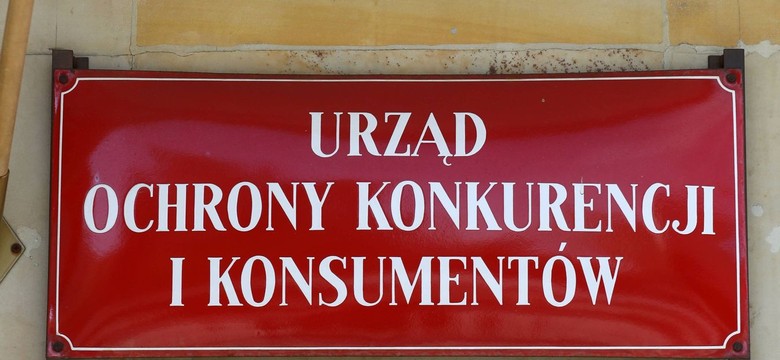 URZĄD
OCHRONY KONKURENCJI
I KONSUMENTÓW